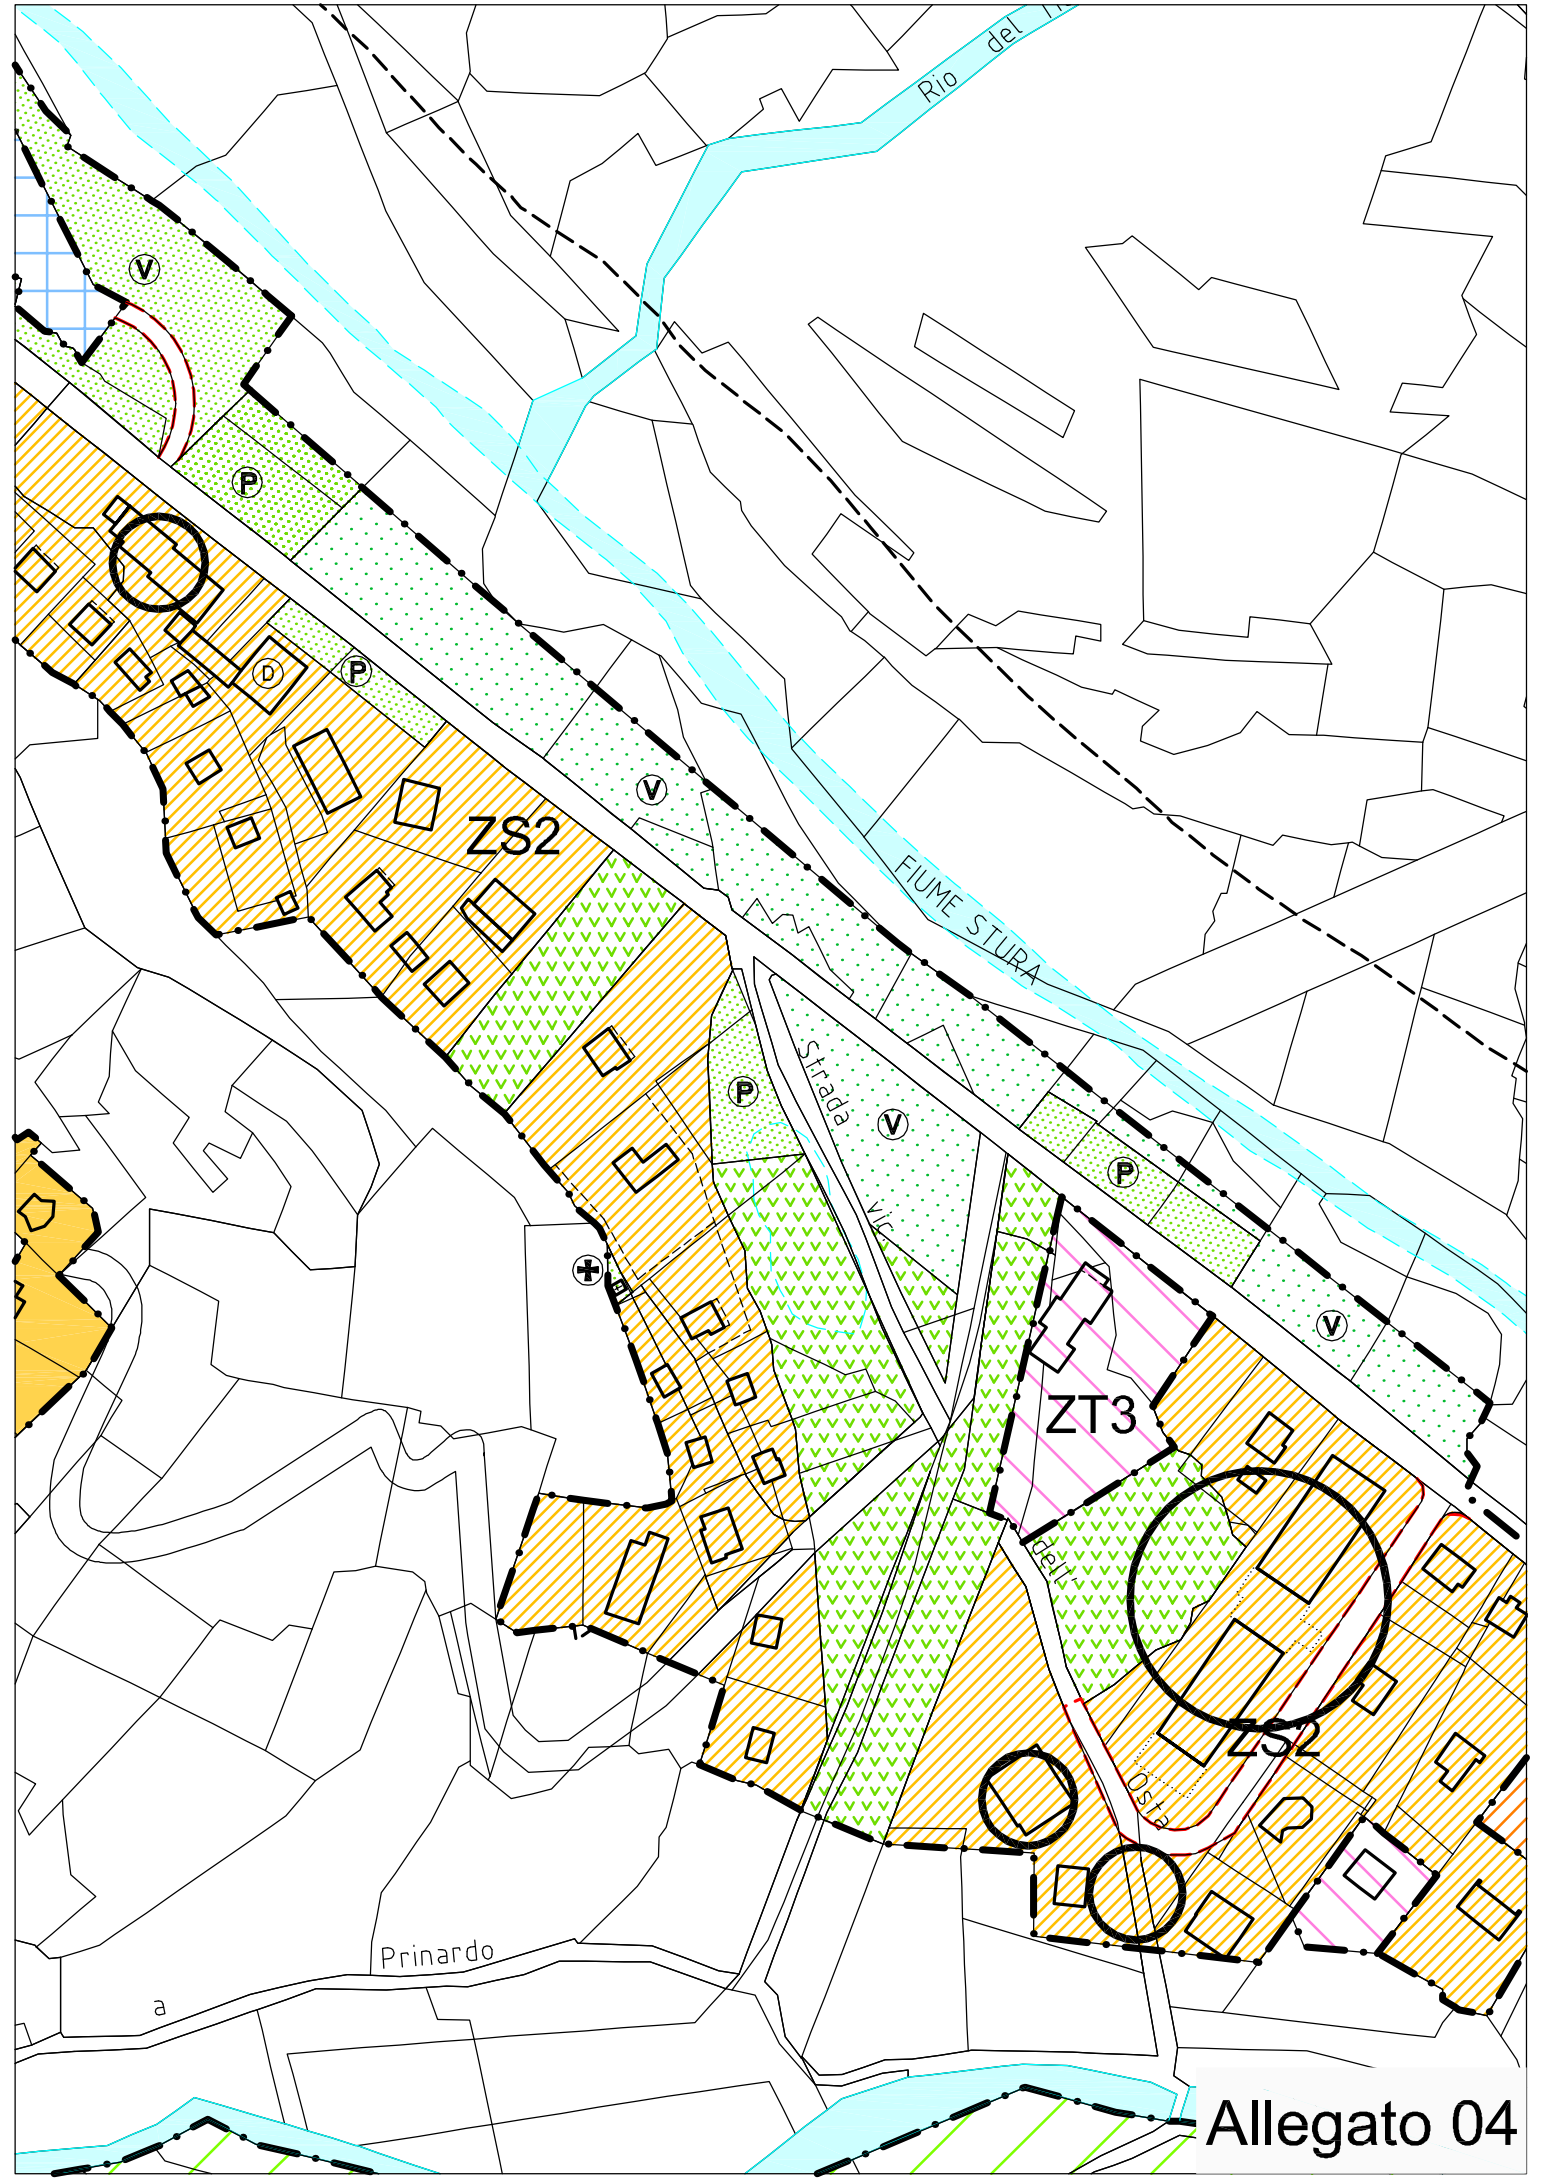 Rio del
V
P
D
P
V
ZS2
FIUME STURA
Strada
P
V
P
vic.
V
ZT3
dell'
ZS2
Osta
Prinardo
a
Allegato 04